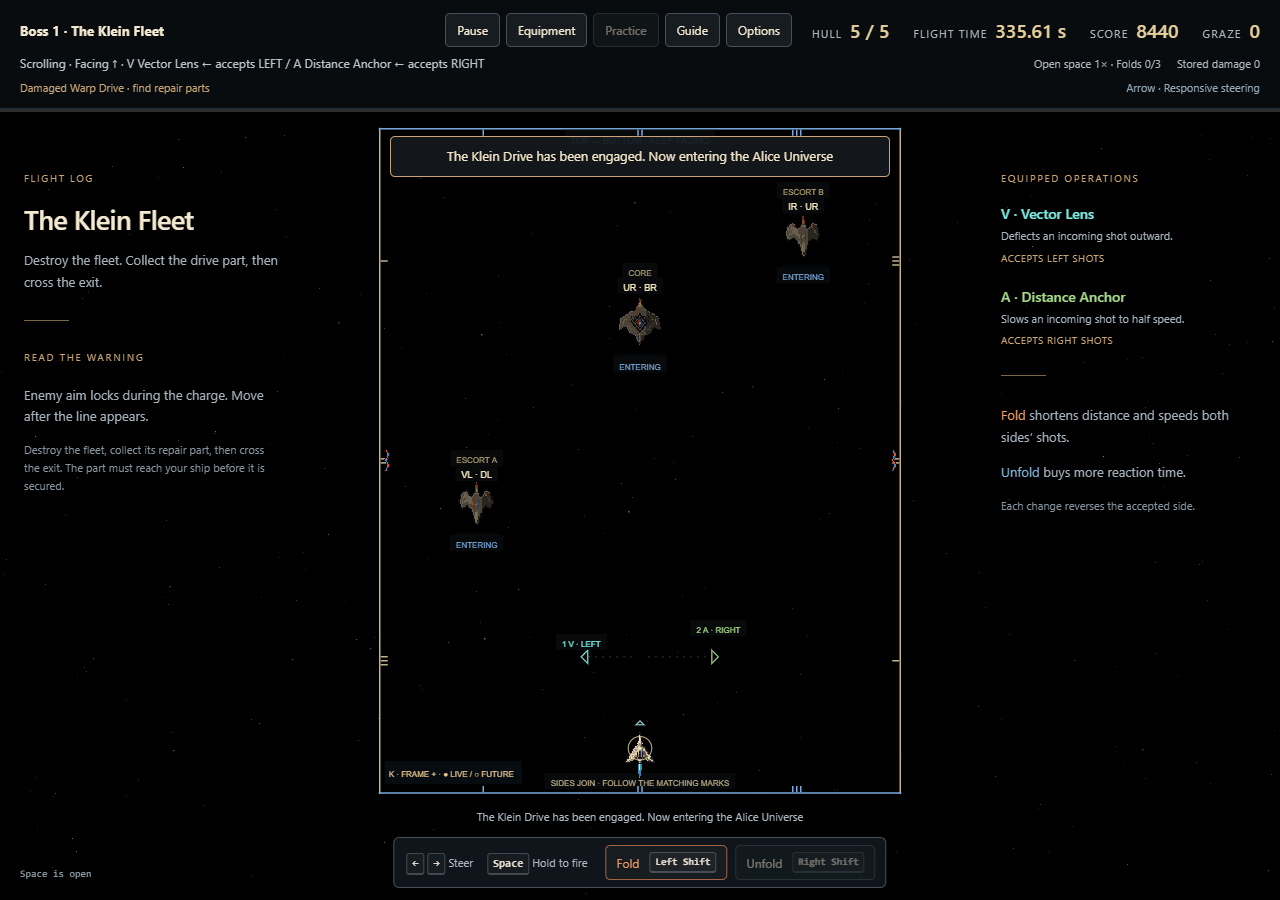 Boss 1 · The Klein Fleet
Pause
Equipment
Practice
Guide
Options
HULL 5 / 5
FLIGHT TIME 335.61 s
SCORE 8440
GRAZE 0
Scrolling · Facing ↑ · V Vector Lens ← accepts LEFT / A Distance Anchor ← accepts RIGHT
Open space 1× · Folds 0/3
Stored damage 0
Damaged Warp Drive · find repair parts
Arrow · Responsive steering
The Klein Drive has been engaged. Now entering the Alice Universe
FLIGHT LOG
The Klein Fleet
Destroy the fleet. Collect the drive part, then
cross the exit.
READ THE WARNING
Enemy aim locks during the charge. Move
after the line appears.
Destroy the fleet, collect its repair part, then cross
the exit. The part must reach your ship before it is
secured.
ESCORT B
IR · UR
ENTERING
CORE
UR · BR
ENTERING
ESCORT A
VL · DL
ENTERING
1 V · LEFT
2 A · RIGHT
K · FRAME + · ● LIVE / ○ FUTURE
SIDES JOIN · FOLLOW THE MATCHING MARKS
EQUIPPED OPERATIONS
V · Vector Lens
Deflects an incoming shot outward.
ACCEPTS LEFT SHOTS
A · Distance Anchor
Slows an incoming shot to half speed.
ACCEPTS RIGHT SHOTS
Fold shortens distance and speeds both
sides' shots.
Unfold buys more reaction time.
Each change reverses the accepted side.
The Klein Drive has been engaged. Now entering the Alice Universe
← → Steer
Space Hold to fire
Fold Left Shift
Unfold Right Shift
Space is open